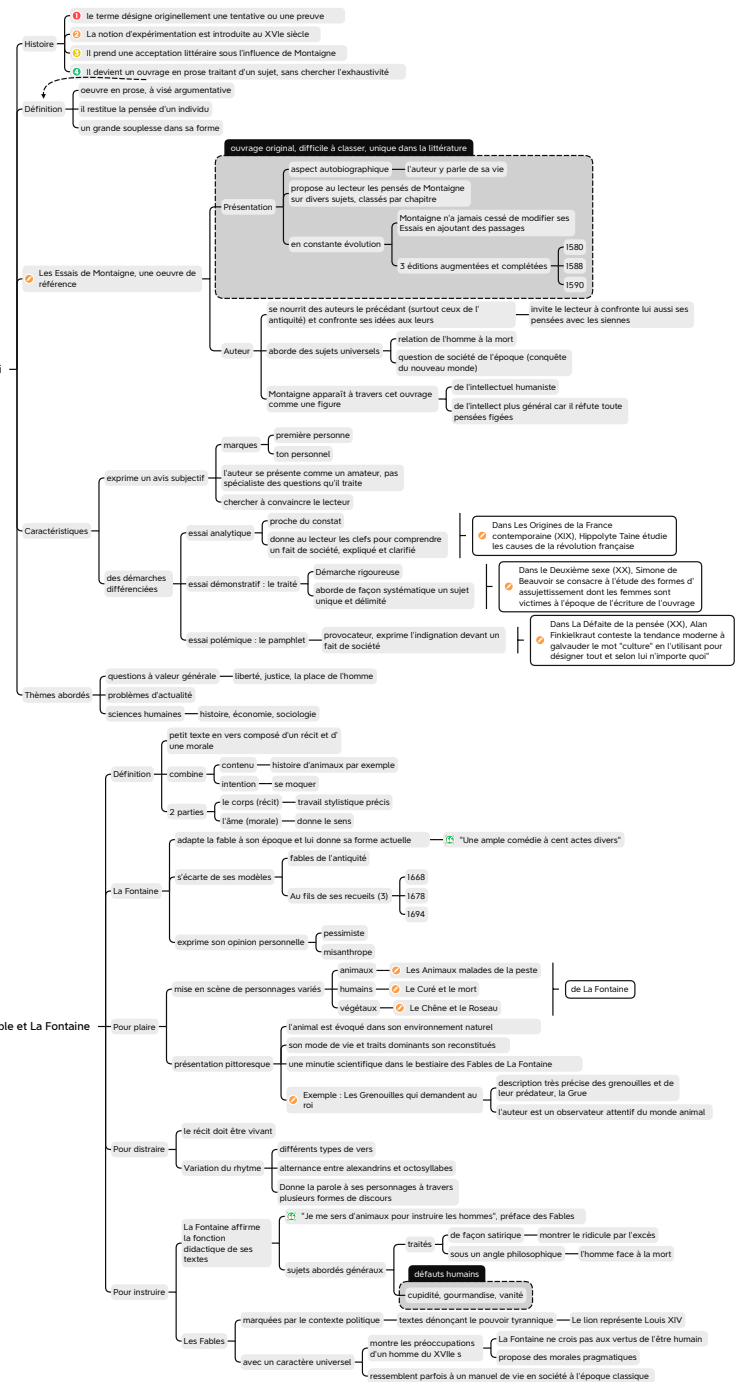 i
Histoire
1 le terme désigne originellement une tentative ou une preuve
2 La notion d'expérimentation est introduite au XVIe siècle
3 Il prend une acceptation littéraire sous l'influence de Montaigne
4 Il devient un ouvrage en prose traitant d'un sujet, sans chercher l'exhaustivité
Définition
oeuvre en prose, à visé argumentative
il restitue la pensée d'un individu
un grande souplesse dans sa forme
Les Essais de Montaigne, une oeuvre de
référence
ouvrage original, difficile à classer, unique dans la littérature
Présentation
aspect autobiographique
l'auteur y parle de sa vie
propose au lecteur les pensés de Montaigne
sur divers sujets, classés par chapitre
en constante évolution
Montaigne n'a jamais cessé de modifier ses
Essais en ajoutant des passages
3 éditions augmentées et complétées
1580
1588
1590
Auteur
se nourrit des auteurs le précédant (surtout ceux de l'
antiquité) et confronte ses idées aux leurs
invite le lecteur à confronte lui aussi ses
pensées avec les siennes
aborde des sujets universels
relation de l'homme à la mort
question de société de l'époque (conquête
du nouveau monde)
Montaigne apparaît à travers cet ouvrage
comme une figure
de l'intellectuel humaniste
de l'intellect plus général car il réfute toute
pensées figées
Caractéristiques
exprime un avis subjectif
marques
première personne
ton personnel
l'auteur se présente comme un amateur, pas
spécialiste des questions qu'il traite
chercher à convaincre le lecteur
des démarches
différenciées
essai analytique
proche du constat
donne au lecteur les clefs pour comprendre
un fait de société, expliqué et clarifié
Dans Les Origines de la France
contemporaine (XIX), Hippolyte Taine étudie
les causes de la révolution française
essai démonstratif : le traité
Démarche rigoureuse
aborde de façon systématique un sujet
unique et délimité
Dans le Deuxième sexe (XX), Simone de
Beauvoir se consacre à l'étude des formes d'
assujettissement dont les femmes sont
victimes à l'époque de l'écriture de l'ouvrage
essai polémique : le pamphlet
provocateur, exprime l'indignation devant un
fait de société
Dans La Défaite de la pensée (XX), Alan
Finkielkraut conteste la tendance moderne à
galvauder le mot "culture" en l'utilisant pour
désigner tout et selon lui n'importe quoi"
Thèmes abordés
questions à valeur générale
liberté, justice, la place de l'homme
problèmes d'actualité
sciences humaines
histoire, économie, sociologie
ble et La Fontaine
Définition
petit texte en vers composé d'un récit et d'
une morale
combine
contenu
histoire d'animaux par exemple
intention
se moquer
2 parties
le corps (récit)
travail stylistique précis
l'âme (morale)
donne le sens
La Fontaine
adapte la fable à son époque et lui donne sa forme actuelle
"Une ample comédie à cent actes divers"
s'écarte de ses modèles
fables de l'antiquité
Au fils de ses recueils (3)
1668
1678
1694
exprime son opinion personnelle
pessimiste
misanthrope
Pour plaire
mise en scène de personnages variés
animaux
Les Animaux malades de la peste
humains
Le Curé et le mort
végétaux
Le Chêne et le Roseau
de La Fontaine
présentation pittoresque
l'animal est évoqué dans son environnement naturel
son mode de vie et traits dominants son reconstitués
une minutie scientifique dans le bestiaire des Fables de La Fontaine
Exemple : Les Grenouilles qui demandent au
roi
description très précise des grenouilles et de
leur prédateur, la Grue
l'auteur est un observateur attentif du monde animal
Pour distraire
le récit doit être vivant
Variation du rhytme
différents types de vers
alternance entre alexandrins et octosyllabes
Donne la parole à ses personnages à travers
plusieurs formes de discours
Pour instruire
La Fontaine affirme
la fonction
didactique de ses
textes
"Je me sers d'animaux pour instruire les hommes", préface des Fables
sujets abordés généraux
traités
de façon satirique
montrer le ridicule par l'excès
sous un angle philosophique
l'homme face à la mort
défauts humains
cupidité, gourmandise, vanité
Les Fables
marquées par le contexte politique
textes dénonçant le pouvoir tyrannique
Le lion représente Louis XIV
avec un caractère universel
montre les préoccupations
d'un homme du XVIIe s
La Fontaine ne crois pas aux vertus de l'être humain
propose des morales pragmatiques
ressemblent parfois à un manuel de vie en société à l'époque classique